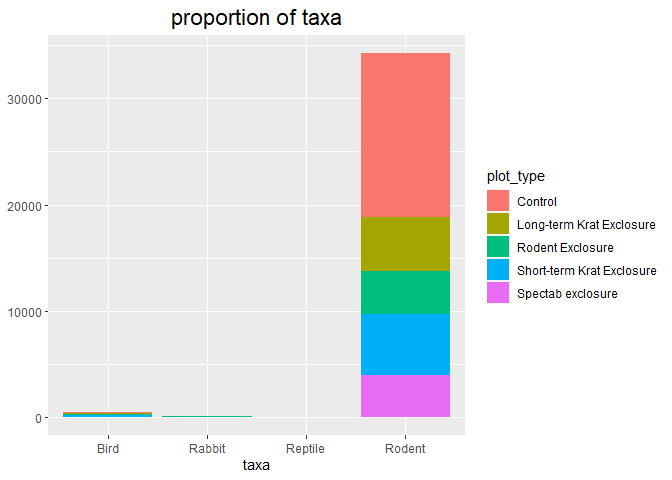 proportion of taxa
30000
20000
10000
0
Bird Rabbit Reptile Rodent
taxa
plot_type
Control
Long-term Krat Exclosure
Rodent Exclosure
Short-term Krat Exclosure
Spectab exclosure